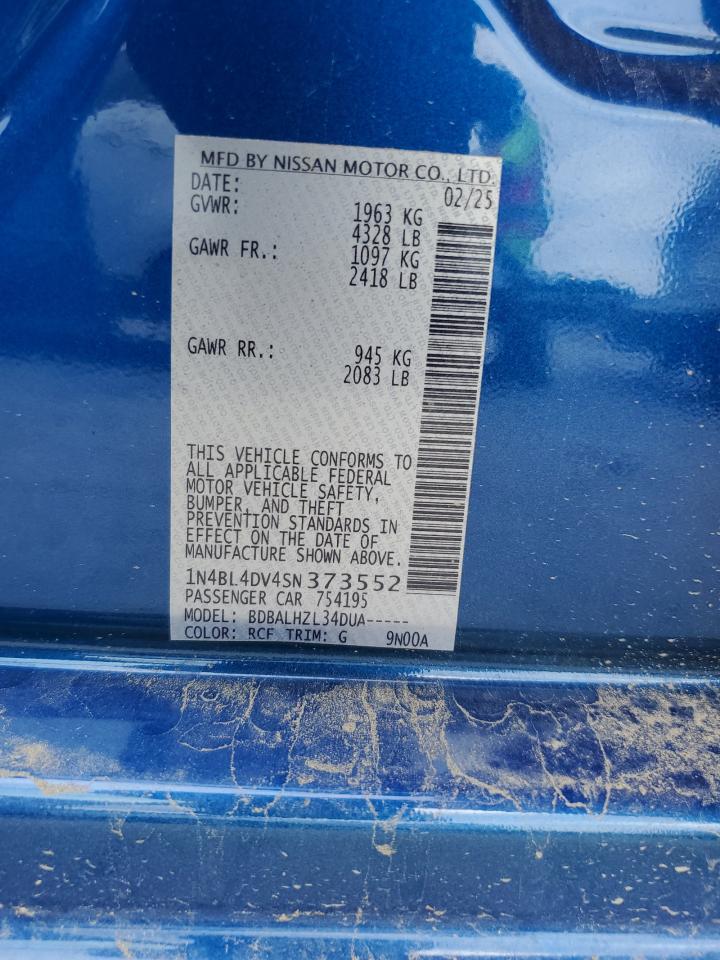 MFD BY NISSAN MOTOR CO., LTD.
DATE: 02/25
GVWR: 1963 KG
4328 LB
GAWR FR.: 1097 KG
2418 LB
GAWR RR.: 945 KG
2083 LB
THIS VEHICLE CONFORMS TO
ALL APPLICABLE FEDERAL
MOTOR VEHICLE SAFETY,
BUMPER, AND THEFT
PREVENTION STANDARDS IN
EFFECT ON THE DATE OF
MANUFACTURE SHOWN ABOVE.
1N4BL4DV4SN373552
PASSENGER CAR 754195
MODEL: BDBALHZL34DUA-----
COLOR: RCF TRIM: G 9N00A